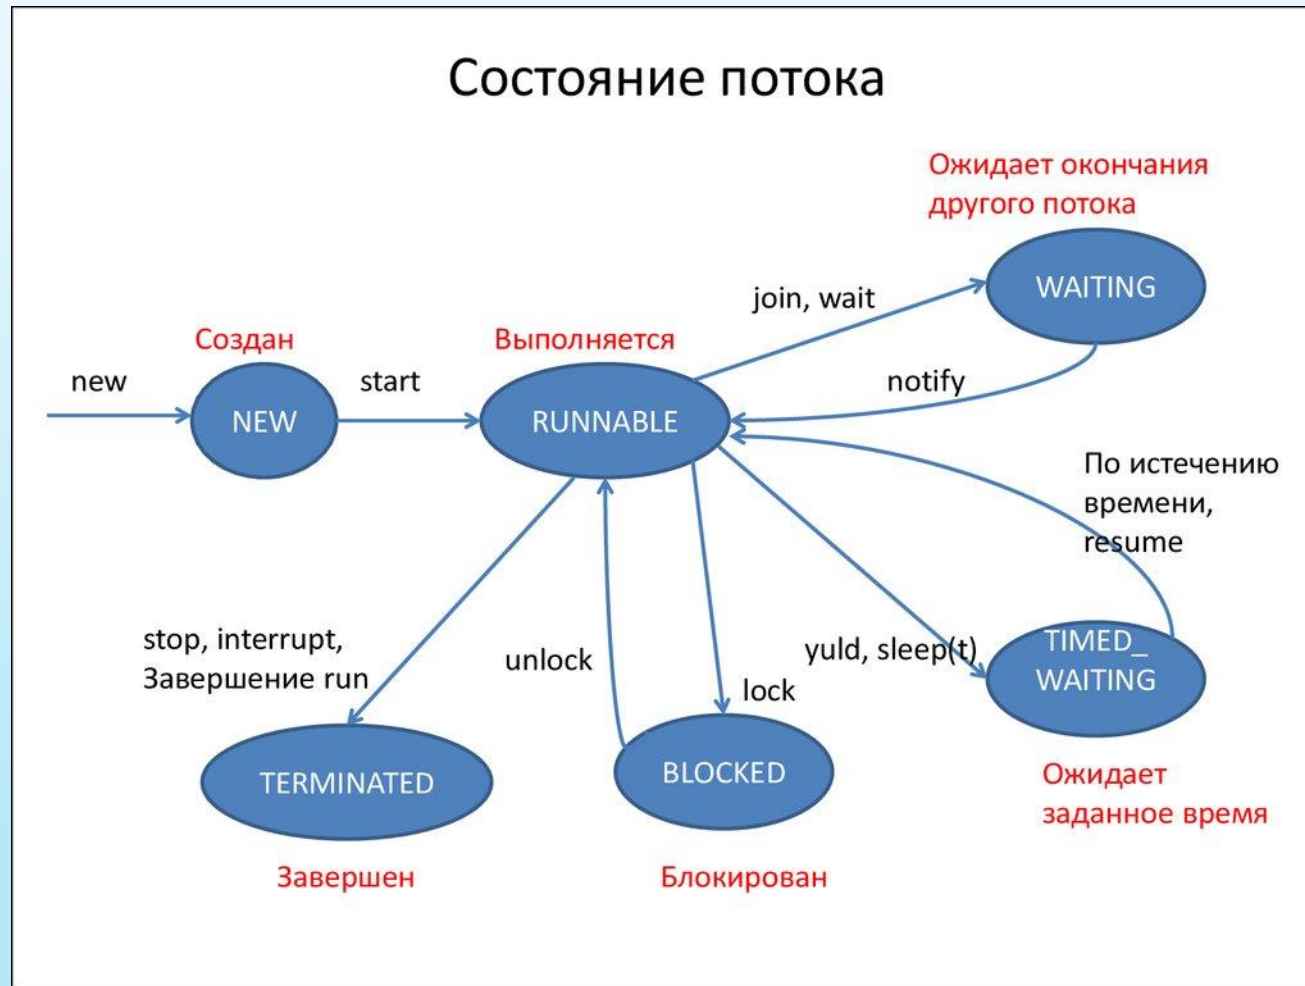 Состояние потока
Ожидает окончания
другого потока
WAITING
join, wait
Создан
Выполняется
new
start
notify
NEW
RUNNABLE
По истечению
времени,
resume
stop, interrupt,
Завершение run
unlock
yuld, sleep(t)
TIMED_
WAITING
lock
TERMINATED
BLOCKED
Ожидает
заданное время
Завершен
Блокирован